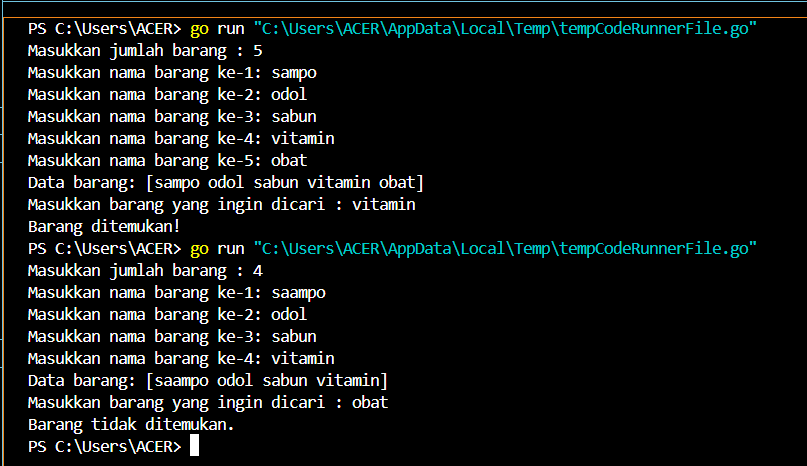 PS C:\Users\ACER> go run "C:\Users\ACER\AppData\Local\Temp\tempCodeRunnerFile.go"
Masukkan jumlah barang : 5
Masukkan nama barang ke-1: sampo
Masukkan nama barang ke-2: odol
Masukkan nama barang ke-3: sabun
Masukkan nama barang ke-4: vitamin
Masukkan nama barang ke-5: obat
Data barang: [sampo odol sabun vitamin obat]
Masukkan barang yang ingin dicari : vitamin
Barang ditemukan!
PS C:\Users\ACER> go run "C:\Users\ACER\AppData\Local\Temp\tempCodeRunnerFile.go"
Masukkan jumlah barang : 4
Masukkan nama barang ke-1: saampo
Masukkan nama barang ke-2: odol
Masukkan nama barang ke-3: sabun
Masukkan nama barang ke-4: vitamin
Data barang: [saampo odol sabun vitamin]
Masukkan barang yang ingin dicari : obat
Barang tidak ditemukan.
PS C:\Users\ACER>